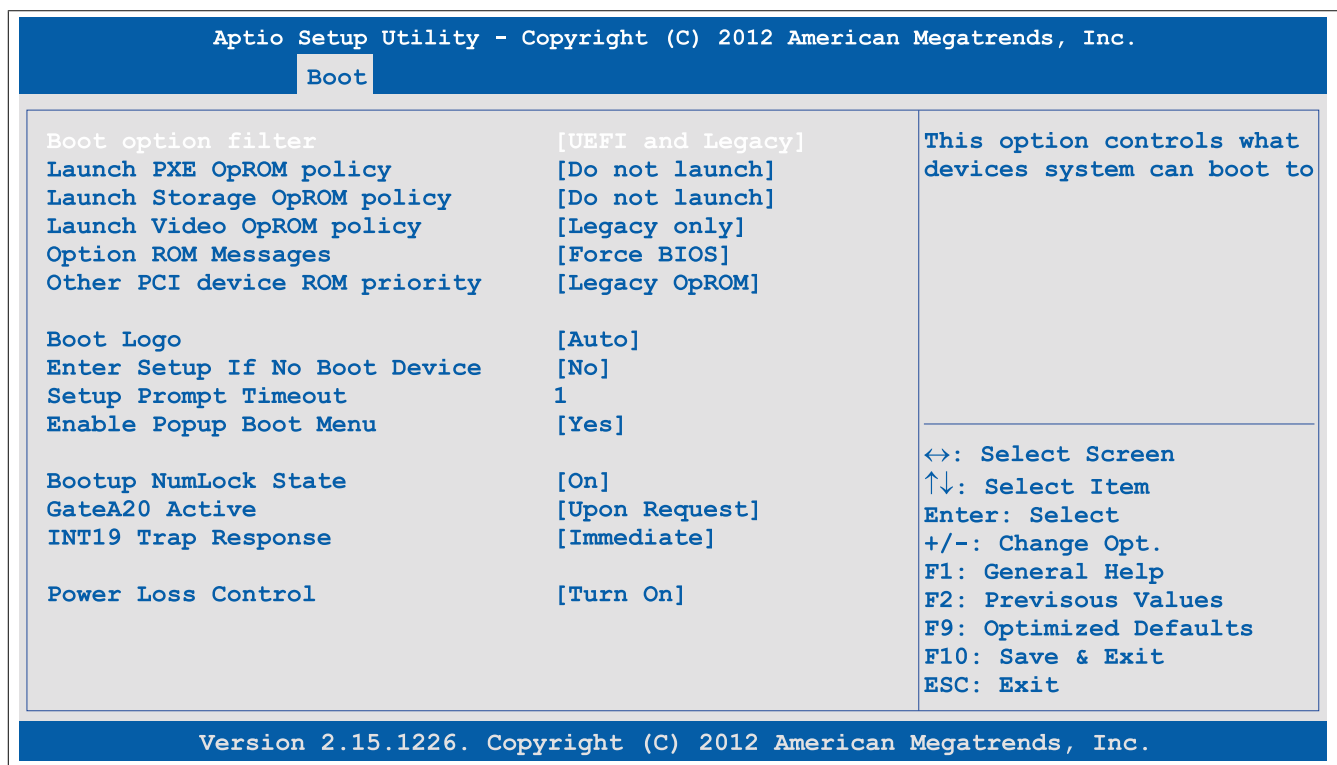 Aptio Setup Utility - Copyright (C) 2012 American Megatrends, Inc.
Boot
Boot option filter [UEFI and Legacy]
Launch PXE OpROM policy [Do not launch]
Launch Storage OpROM policy [Do not launch]
Launch Video OpROM policy [Legacy only]
Option ROM Messages [Force BIOS]
Other PCI device ROM priority [Legacy OpROM]
Boot Logo [Auto]
Enter Setup If No Boot Device [No]
Setup Prompt Timeout 1
Enable Popup Boot Menu [Yes]
Bootup NumLock State [On]
GateA20 Active [Upon Request]
INT19 Trap Response [Immediate]
Power Loss Control [Turn On]
This option controls what
devices system can boot to
↔: Select Screen
↑↓: Select Item
Enter: Select
+/-: Change Opt.
F1: General Help
F2: Previsous Values
F9: Optimized Defaults
F10: Save & Exit
ESC: Exit
Version 2.15.1226. Copyright (C) 2012 American Megatrends, Inc.